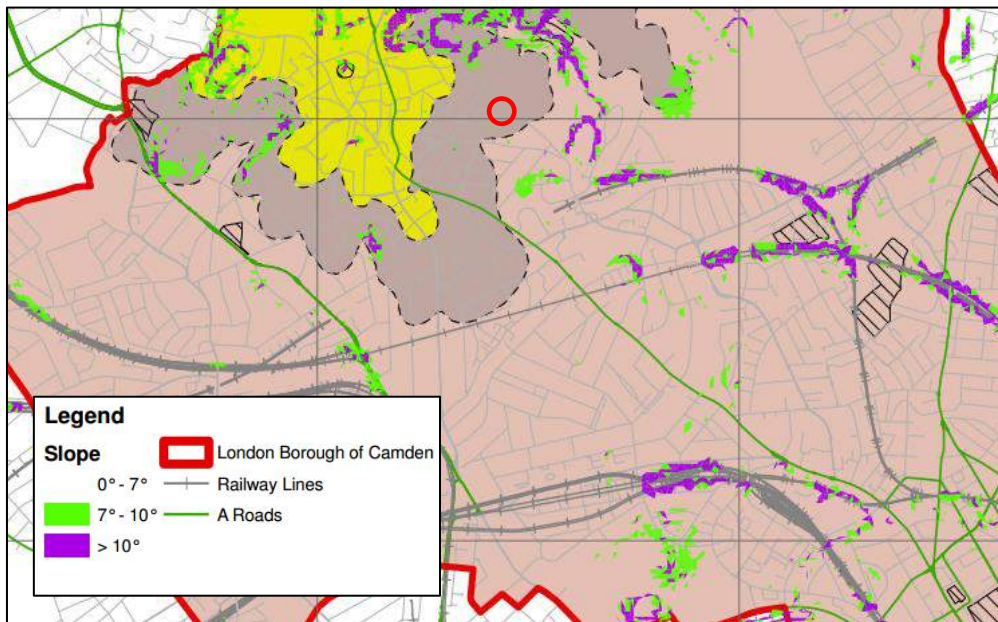 Legend
Slope
London Borough of Camden
0° - 7°
Railway Lines
7° - 10°
A Roads
> 10°